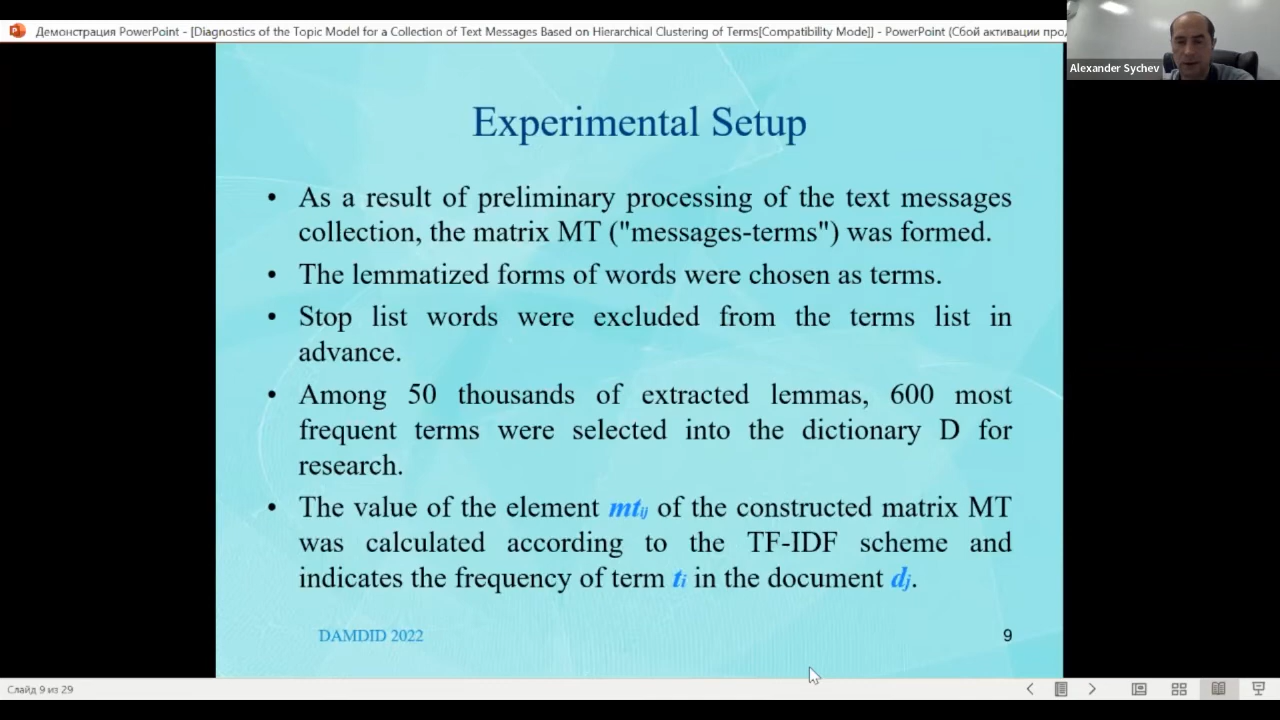 Демонстрация PowerPoint - [Diagnostics of the Topic Model for a Collection of Text Messages Based on Hierarchical Clustering of Terms[Compatibility Mode]] - PowerPoint (Сбой активации про
Alexander Sychev
Experimental Setup
• As a result of preliminary processing of the text messages
collection, the matrix MT ("messages-terms") was formed.
• The lemmatized forms of words were chosen as terms.
• Stop list words were excluded from the terms list in
advance.
• Among 50 thousands of extracted lemmas, 600 most
frequent terms were selected into the dictionary D for
research.
• The value of the element mtij of the constructed matrix MT
was calculated according to the TF-IDF scheme and
indicates the frequency of term ti in the document dj.
DAMDID 2022
9
Слайд 9 из 29